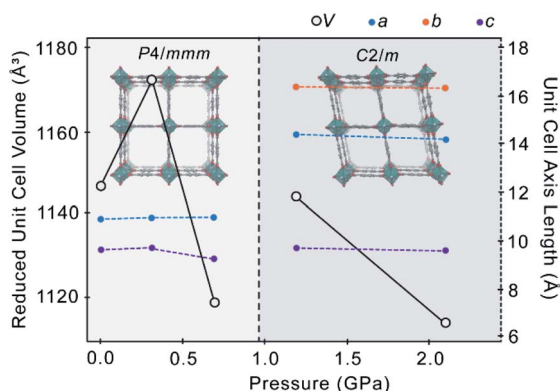 V a b c
P4/mmm C2/m
Reduced Unit Cell Volume (Å³)
1180
1160
1140
1120
18
16
14
12
10
8
6
Unit Cell Axis Length (Å)
0.0 0.5 1.0 1.5 2.0
Pressure (GPa)